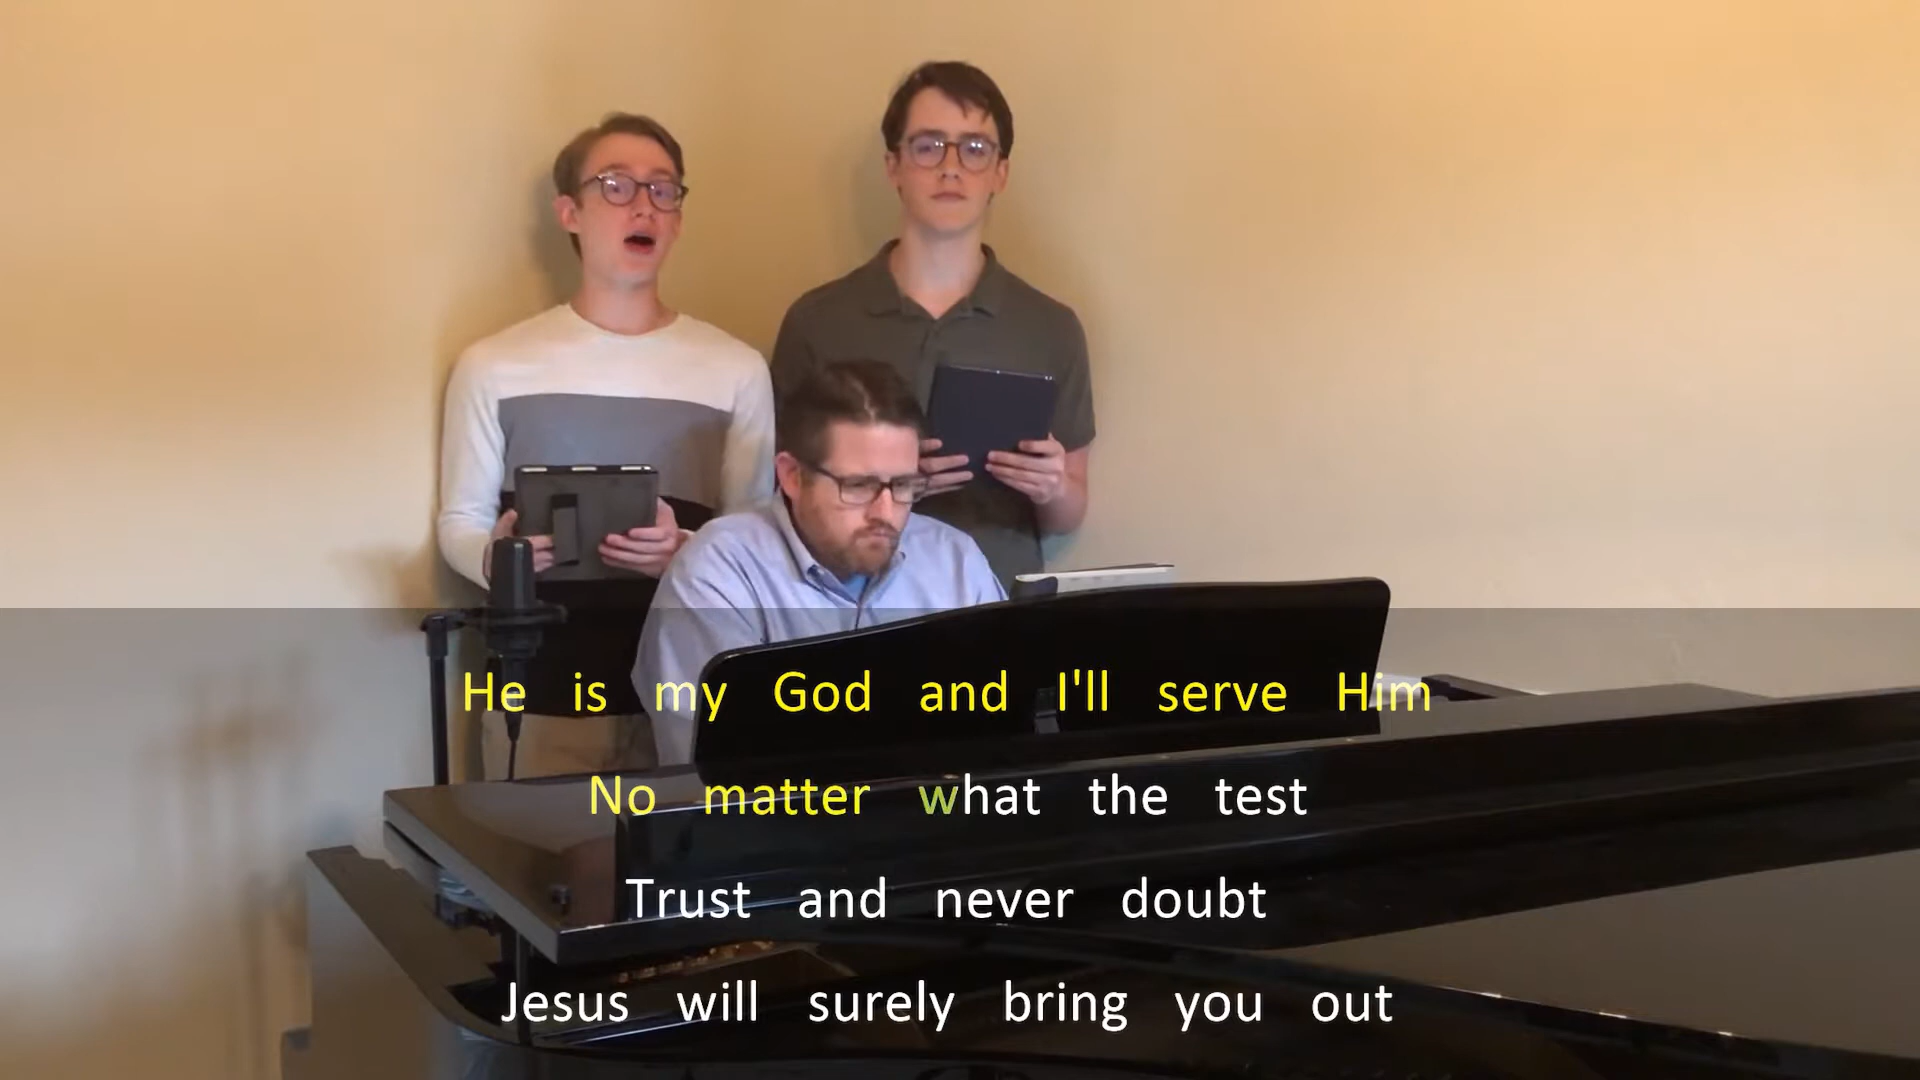 He is my God and I'll serve Him
No matter what the test
Trust and never doubt
Jesus will surely bring you out